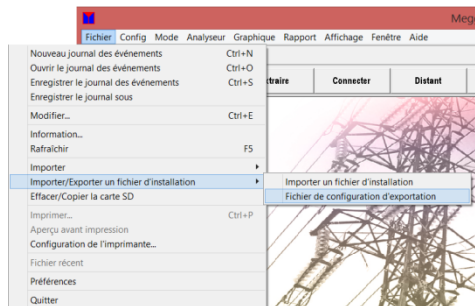 Meg
Fichier Config Mode Analyseur Graphique Rapport Affichage Fenêtre Aide
Nouveau journal des événements Ctrl+N
Ouvrir le journal des événements Ctrl+O
Enregistrer le journal des événements Ctrl+S
Enregistrer le journal sous
traire Connecter Distant
Modifier... Ctrl+E
Information...
Rafraîchir F5
Importer
Importer/Exporter un fichier d'installation
Importer un fichier d'installation
Effacer/Copier la carte SD
Fichier de configuration d'exportation
Imprimer... Ctrl+P
Aperçu avant impression
Configuration de l'imprimante...
Fichier récent
Préférences
Quitter